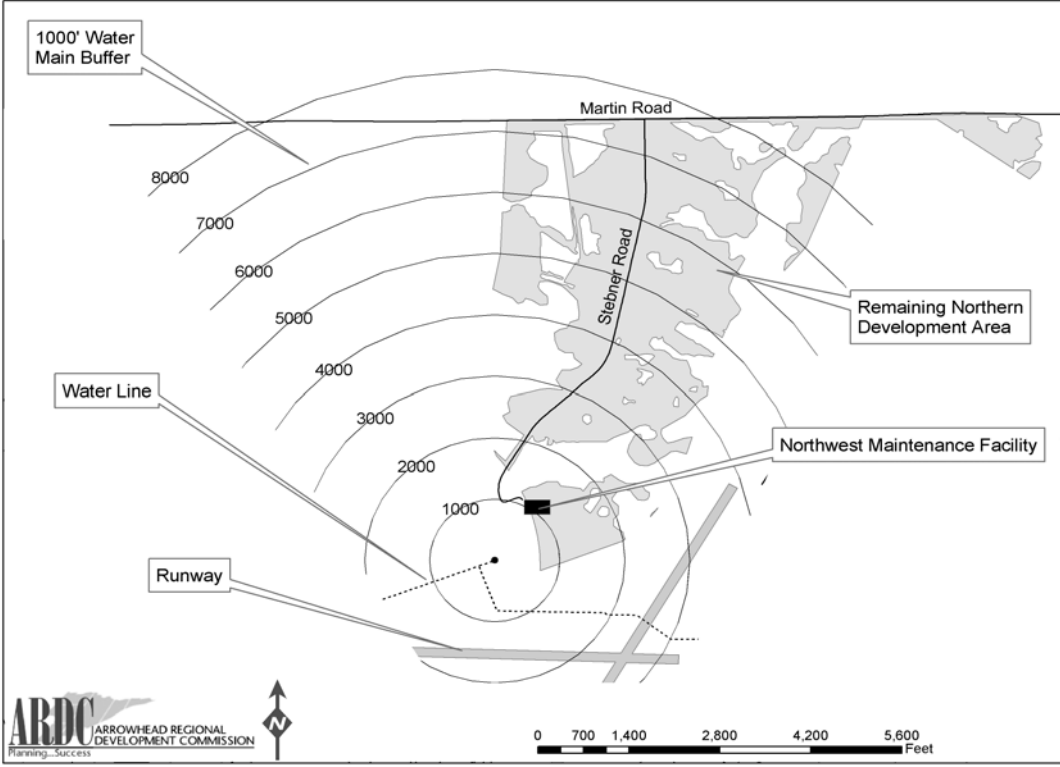 1000' Water
Main Buffer
Martin Road
8000
7000
6000
5000
4000
3000
2000
1000
Stebner Road
Remaining Northern
Development Area
Water Line
Northwest Maintenance Facility
Runway
ARDC
ARROWHEAD REGIONAL
DEVELOPMENT COMMISSION
Planning...Success
N
0 700 1,400 2,800 4,200 5,600
Feet